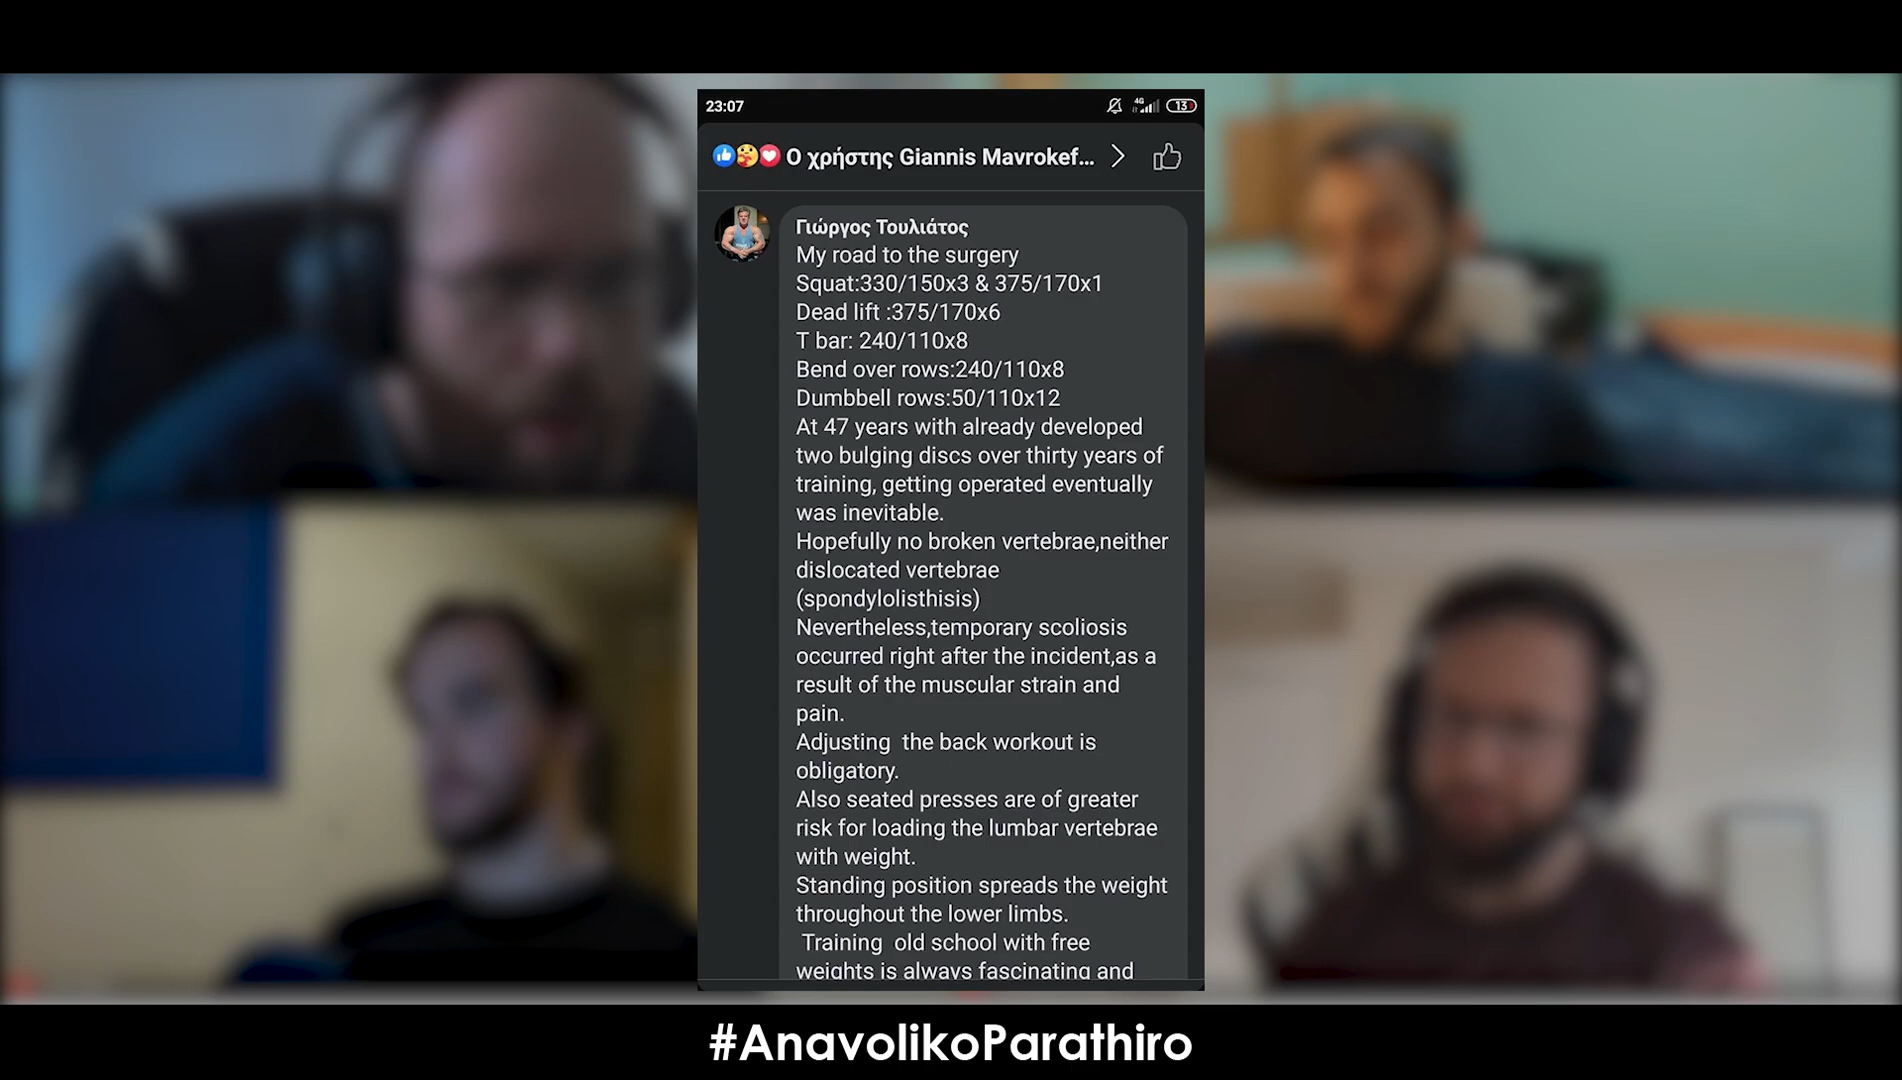 23:07
4G
13
Ο χρήστης Giannis Mavrokef...
Γιώργος Τουλιάτος
My road to the surgery
Squat:330/150x3 & 375/170x1
Dead lift :375/170x6
T bar: 240/110x8
Bend over rows:240/110x8
Dumbbell rows:50/110x12
At 47 years with already developed
two bulging discs over thirty years of
training, getting operated eventually
was inevitable.
Hopefully no broken vertebrae,neither
dislocated vertebrae
(spondylolisthisis)
Nevertheless,temporary scoliosis
occurred right after the incident,as a
result of the muscular strain and
pain.
Adjusting  the back workout is
obligatory.
Also seated presses are of greater
risk for loading the lumbar vertebrae
with weight.
Standing position spreads the weight
throughout the lower limbs.
Training  old school with free
weights is always fascinating and
#AnavolikoParathiro